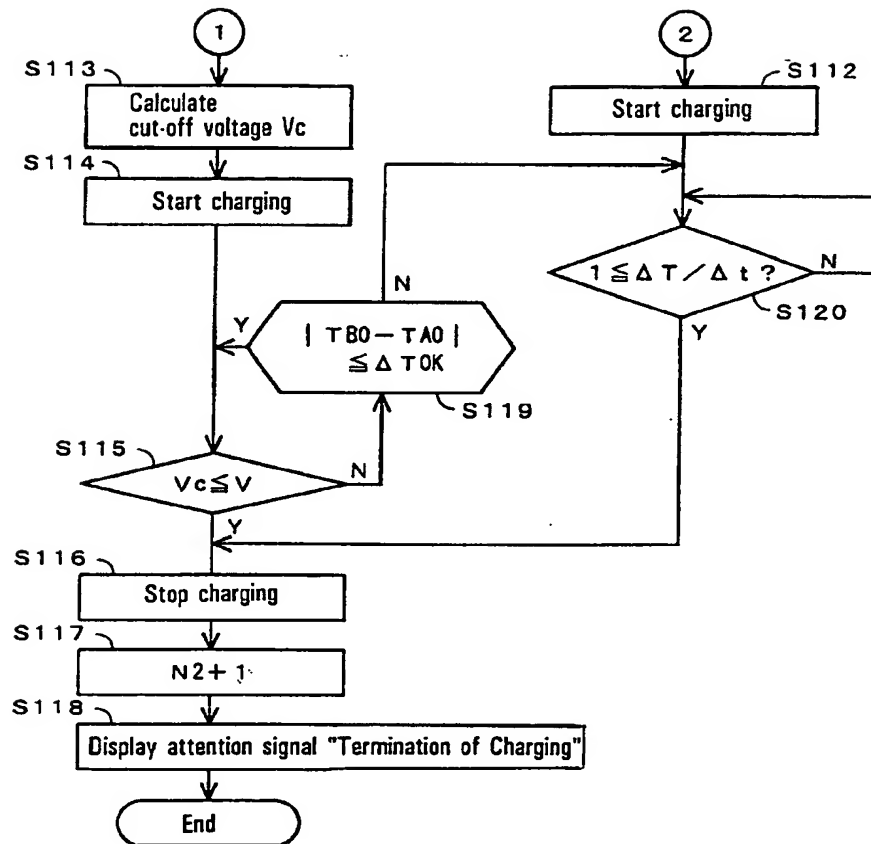 1
2
S113
Calculate
cut-off voltage Vc
S112
Start charging
S114
Start charging
1≦ΔT/Δt?
N
S120
Y
N
Y
| TB0−TA0 |
≦ΔTOK
S119
S115
Vc≦V
N
Y
S116
Stop charging
S117
N2+1
S118
Display attention signal "Termination of Charging"
End